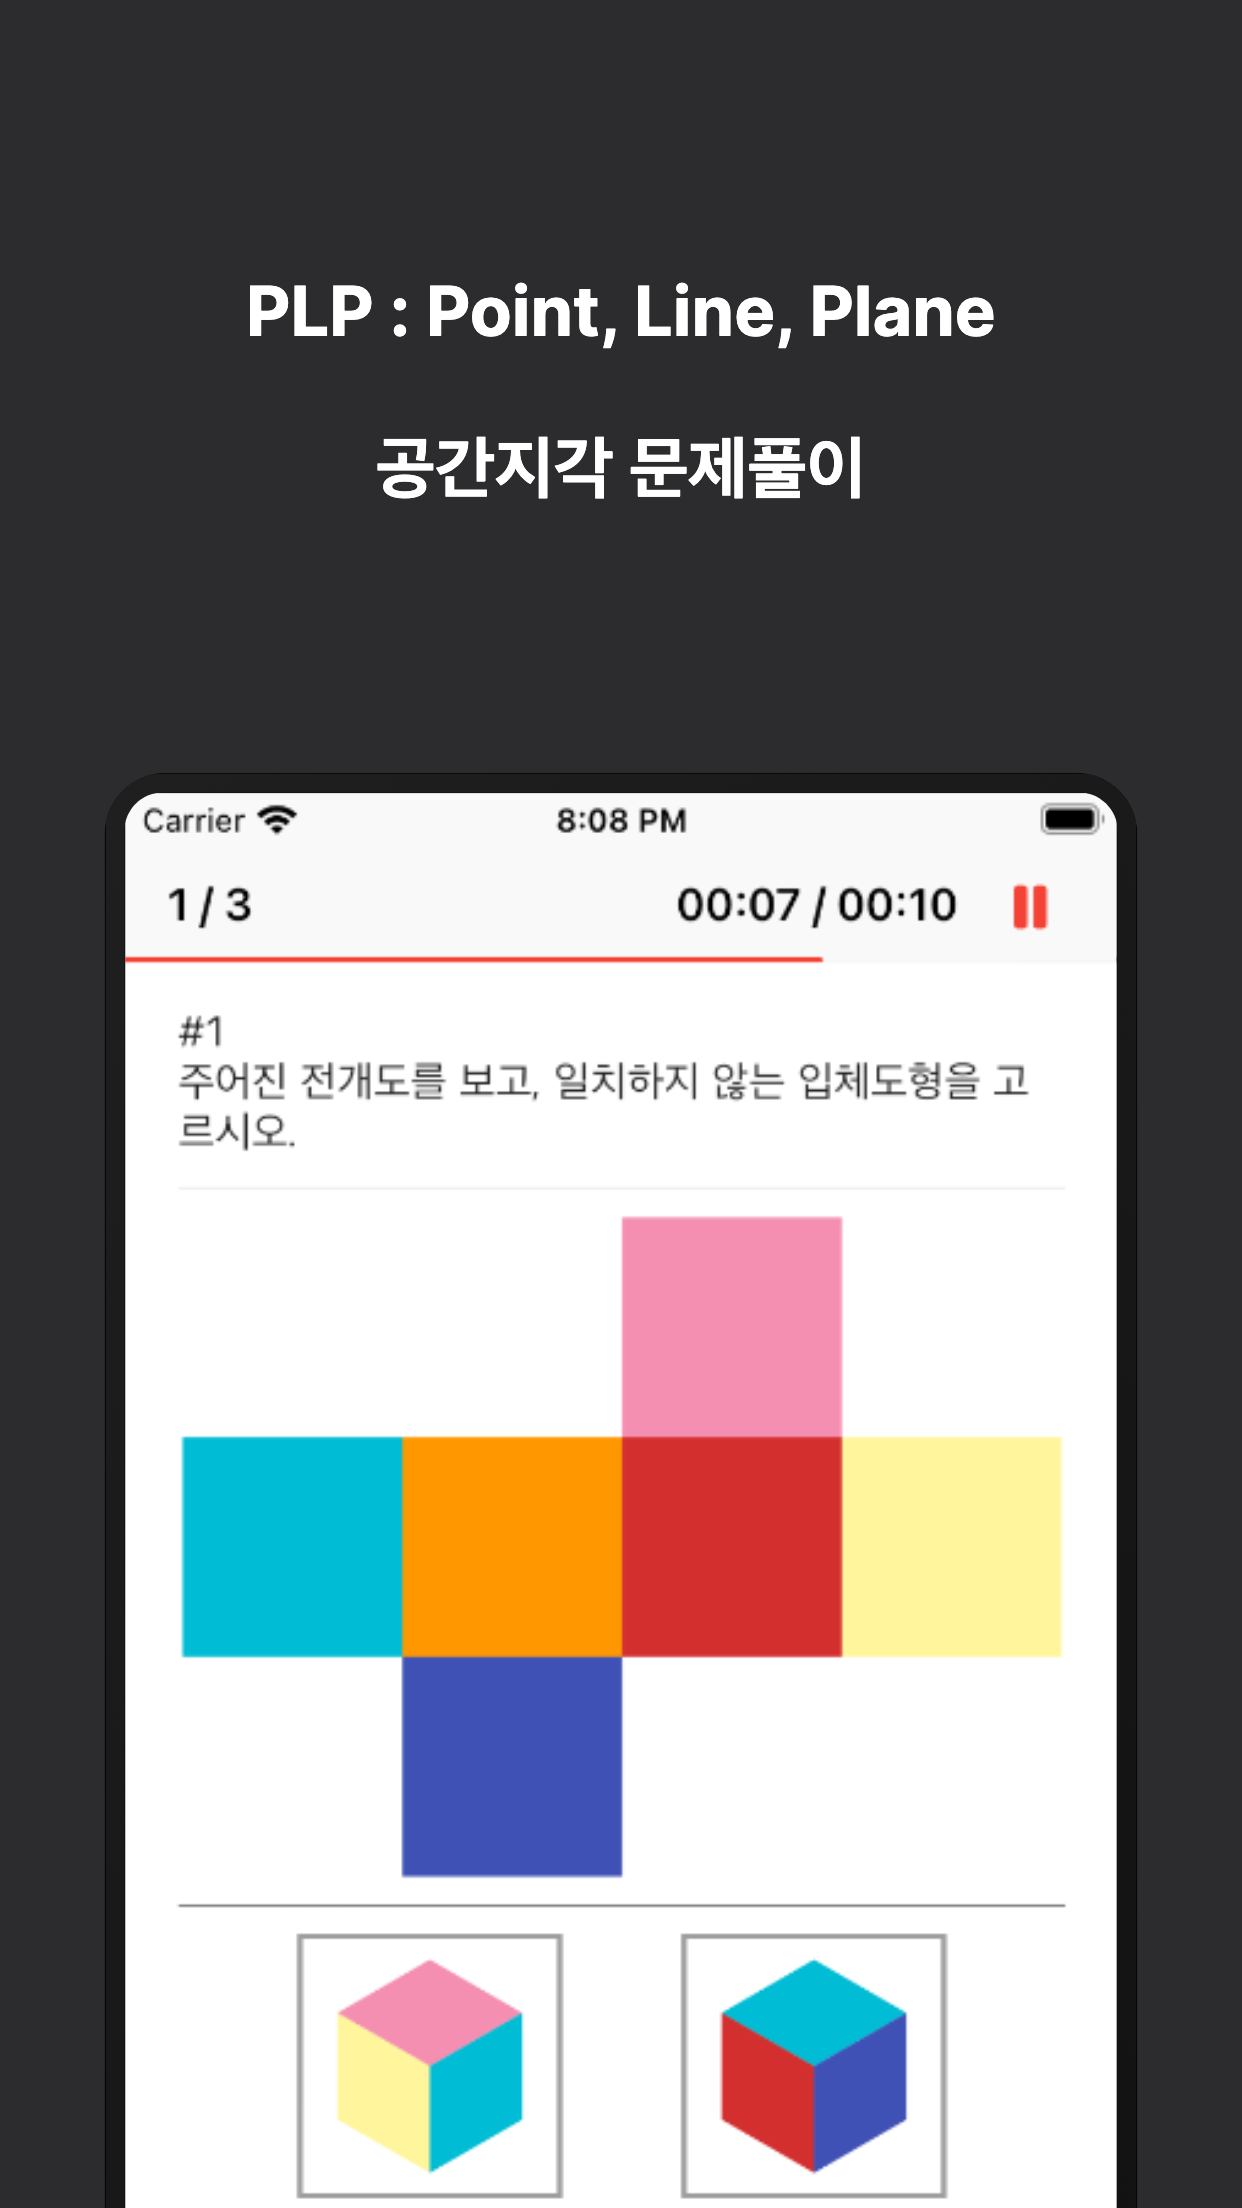 PLP : Point, Line, Plane
공간지각 문제풀이
Carrier 8:08 PM
1 / 3 00:07 / 00:10
#1
주어진 전개도를 보고, 일치하지 않는 입체도형을 고
르시오.